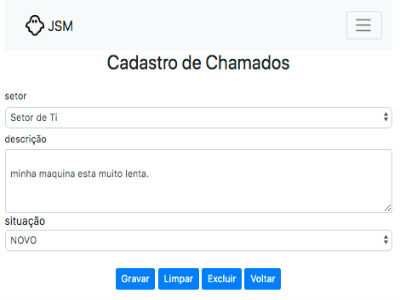 JSM
Cadastro de Chamados
setor
Setor de Ti
descrição
minha maquina esta muito lenta.
situação
NOVO
Gravar Limpar Excluir Voltar